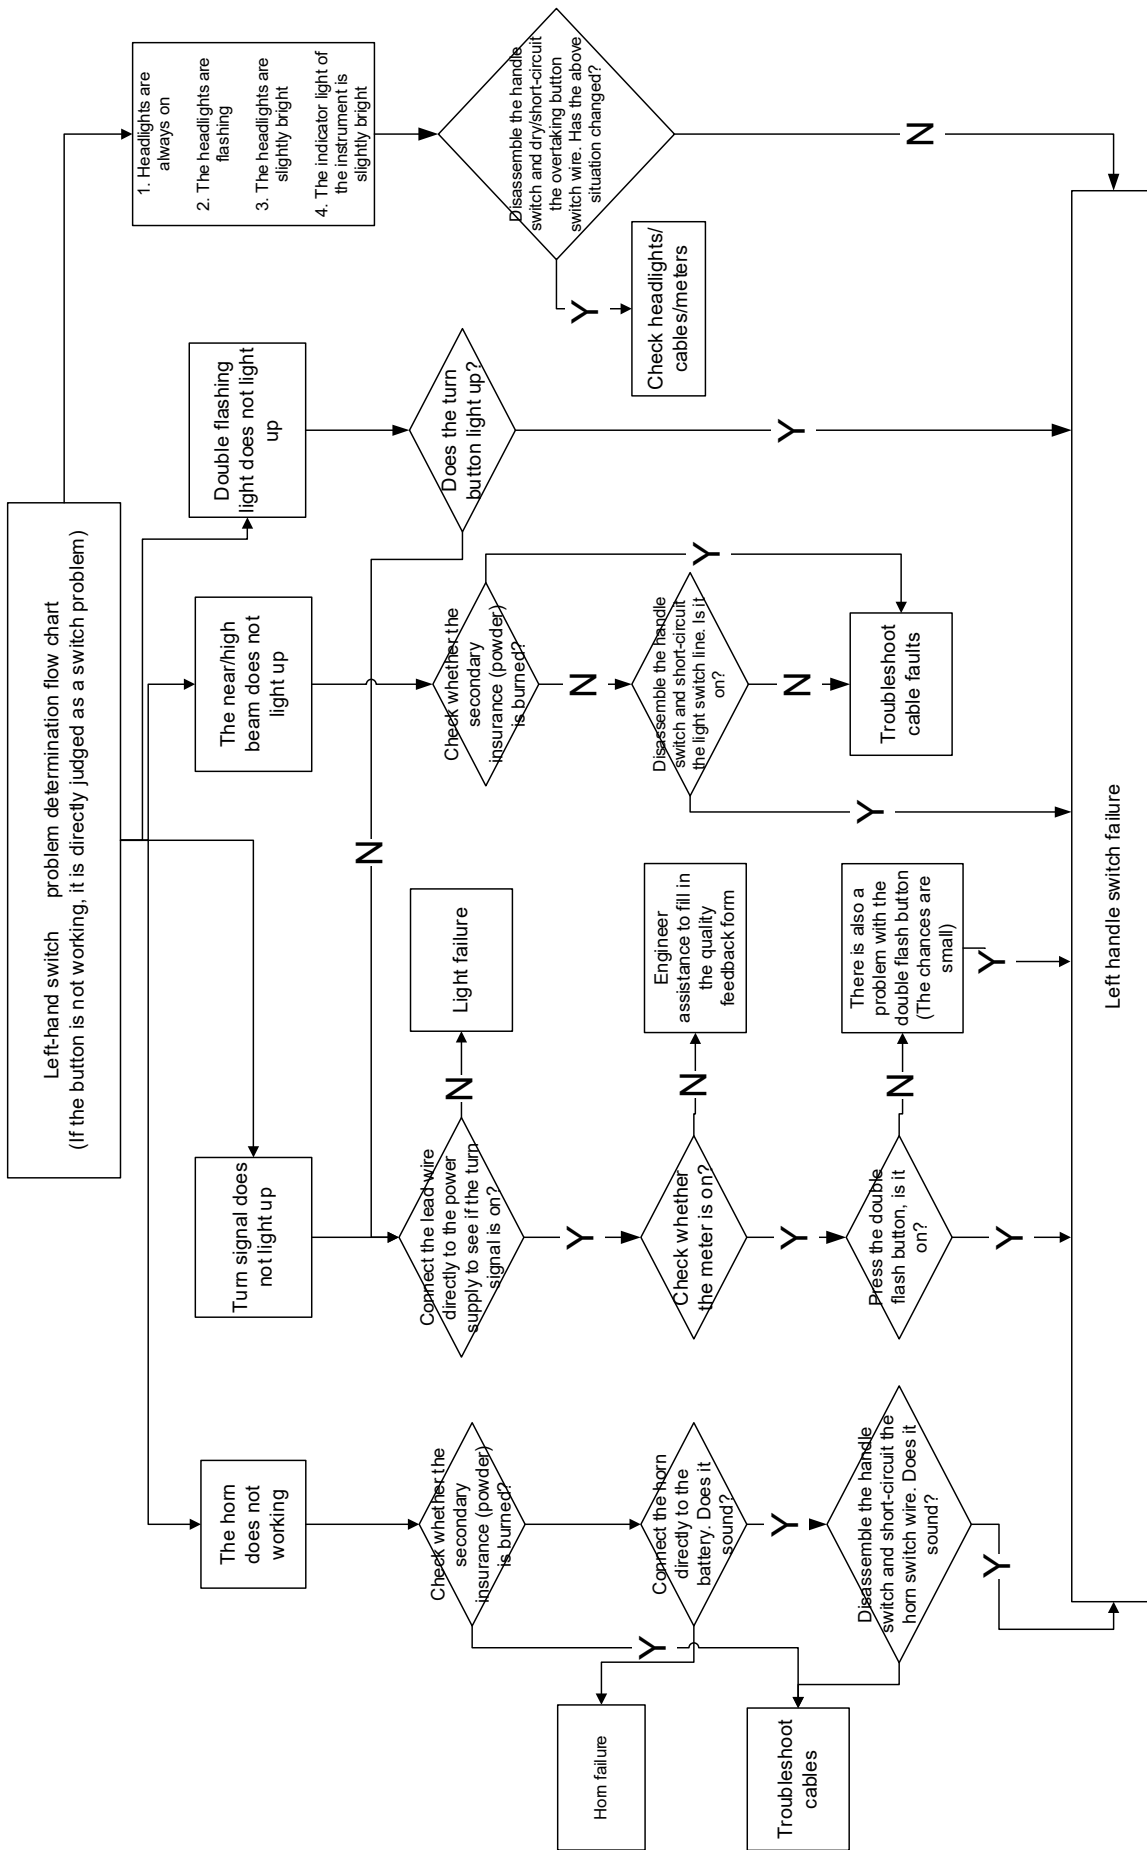 Left-hand switch problem determination flow chart
(If the button is not working, it is directly judged as a switch problem)
The horn
does not
working
Turn signal does
not light up
The near/high
beam does not
light up
Double flashing
light does not light
up
1. Headlights are
always on
2. The headlights are
flashing
3. The headlights are
slightly bright
4. The indicator light of
the instrument is
slightly bright
Check whether the
secondary
insurance (powder)
is burned?
Connect the lead wire
directly to the power
supply to see if the turn
signal is on?
N
Light failure
N
Check whether the
secondary
insurance (powder)
is burned?
Does the turn
button light up?
Disassemble the handle
switch and dry/short-circuit
the overtaking button
switch wire. Has the above
situation changed?
Y
N
Y
Y
N
Horn failure
Connect the horn
directly to the
battery. Does it
sound?
Check whether
the meter is on?
N
Engineer
assistance to fill in
the quality
feedback form
Disassemble the handle
switch and short-circuit
the light switch line. Is it
on?
Y
Check headlights/
cables/meters
Y
Y
Y
N
Y
Troubleshoot
cables
Disassemble the handle
switch and short-circuit the
horn switch wire. Does it
sound?
Press the double
flash button, is it
on?
N
There is also a
problem with the
double flash button
(The chances are
small)
Y
Troubleshoot
cable faults
N
Y
Y
Y
Left handle switch failure